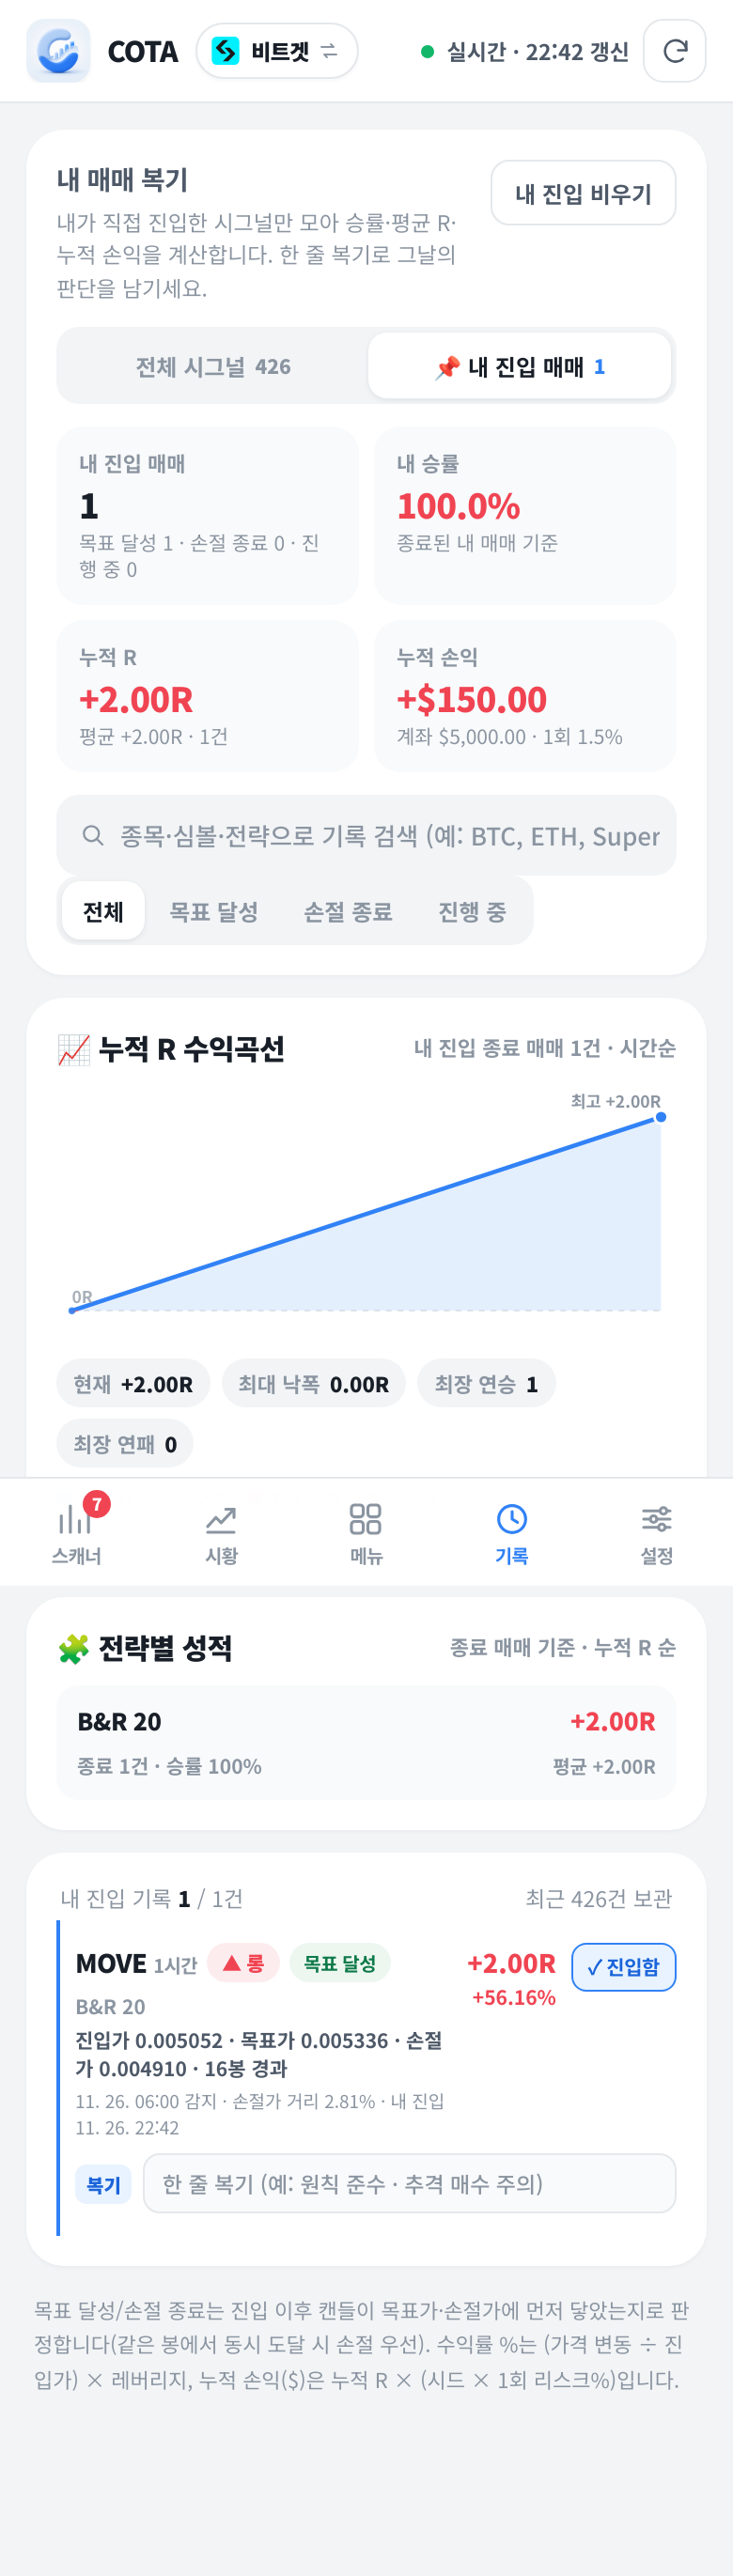 COTA 비트겟 실시간 · 22:42 갱신
내 매매 복기
내 진입 비우기
내가 직접 진입한 시그널만 모아 승률·평균 R·
누적 손익을 계산합니다. 한 줄 복기로 그날의
판단을 남기세요.
전체 시그널 426
📌 내 진입 매매 1
내 진입 매매
1
목표 달성 1 · 손절 종료 0 · 진
행 중 0
내 승률
100.0%
종료된 내 매매 기준
누적 R
+2.00R
평균 +2.00R · 1건
누적 손익
+$150.00
계좌 $5,000.00 · 1회 1.5%
종목·심볼·전략으로 기록 검색 (예: BTC, ETH, Super
전체 목표 달성 손절 종료 진행 중
📈 누적 R 수익곡선
내 진입 종료 매매 1건 · 시간순
최고 +2.00R
0R
현재 +2.00R 최대 낙폭 0.00R 최장 연승 1
최장 연패 0
7
스캐너 시황 메뉴 기록 설정
🧩 전략별 성적
종료 매매 기준 · 누적 R 순
B&R 20 +2.00R
종료 1건 · 승률 100% 평균 +2.00R
내 진입 기록 1 / 1건 최근 426건 보관
MOVE 1시간 ▲ 롱 목표 달성 +2.00R ✓ 진입함
+56.16%
B&R 20
진입가 0.005052 · 목표가 0.005336 · 손절
가 0.004910 · 16봉 경과
11. 26. 06:00 감지 · 손절가 거리 2.81% · 내 진입
11. 26. 22:42
복기 한 줄 복기 (예: 원칙 준수 · 추격 매수 주의)
목표 달성/손절 종료는 진입 이후 캔들이 목표가·손절가에 먼저 닿았는지로 판
정합니다(같은 봉에서 동시 도달 시 손절 우선). 수익률 %는 (가격 변동 ÷ 진
입가) × 레버리지, 누적 손익($)은 누적 R × (시드 × 1회 리스크%)입니다.